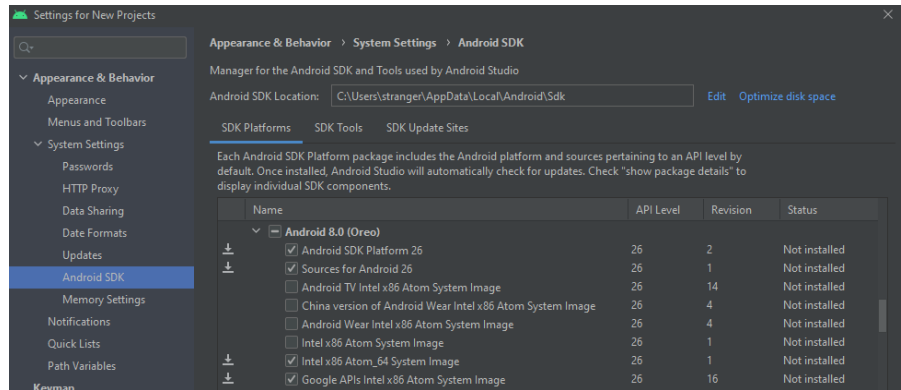 Settings for New Projects
Appearance & Behavior
Appearance
Menus and Toolbars
System Settings
Passwords
HTTP Proxy
Data Sharing
Date Formats
Updates
Android SDK
Memory Settings
Notifications
Quick Lists
Path Variables
Keymap
Appearance & Behavior › System Settings › Android SDK
Manager for the Android SDK and Tools used by Android Studio
Android SDK Location: C:\Users\stranger\AppData\Local\Android\Sdk Edit Optimize disk space
SDK Platforms SDK Tools SDK Update Sites
Each Android SDK Platform package includes the Android platform and sources pertaining to an API level by
default. Once installed, Android Studio will automatically check for updates. Check "show package details" to
display individual SDK components.
Name API Level Revision Status
Android 8.0 (Oreo)
Android SDK Platform 26 26 2 Not installed
Sources for Android 26 26 1 Not installed
Android TV Intel x86 Atom System Image 26 14 Not installed
China version of Android Wear Intel x86 Atom System Image 26 4 Not installed
Android Wear Intel x86 Atom System Image 26 4 Not installed
Intel x86 Atom System Image 26 1 Not installed
Intel x86 Atom_64 System Image 26 1 Not installed
Google APIs Intel x86 Atom System Image 26 16 Not installed